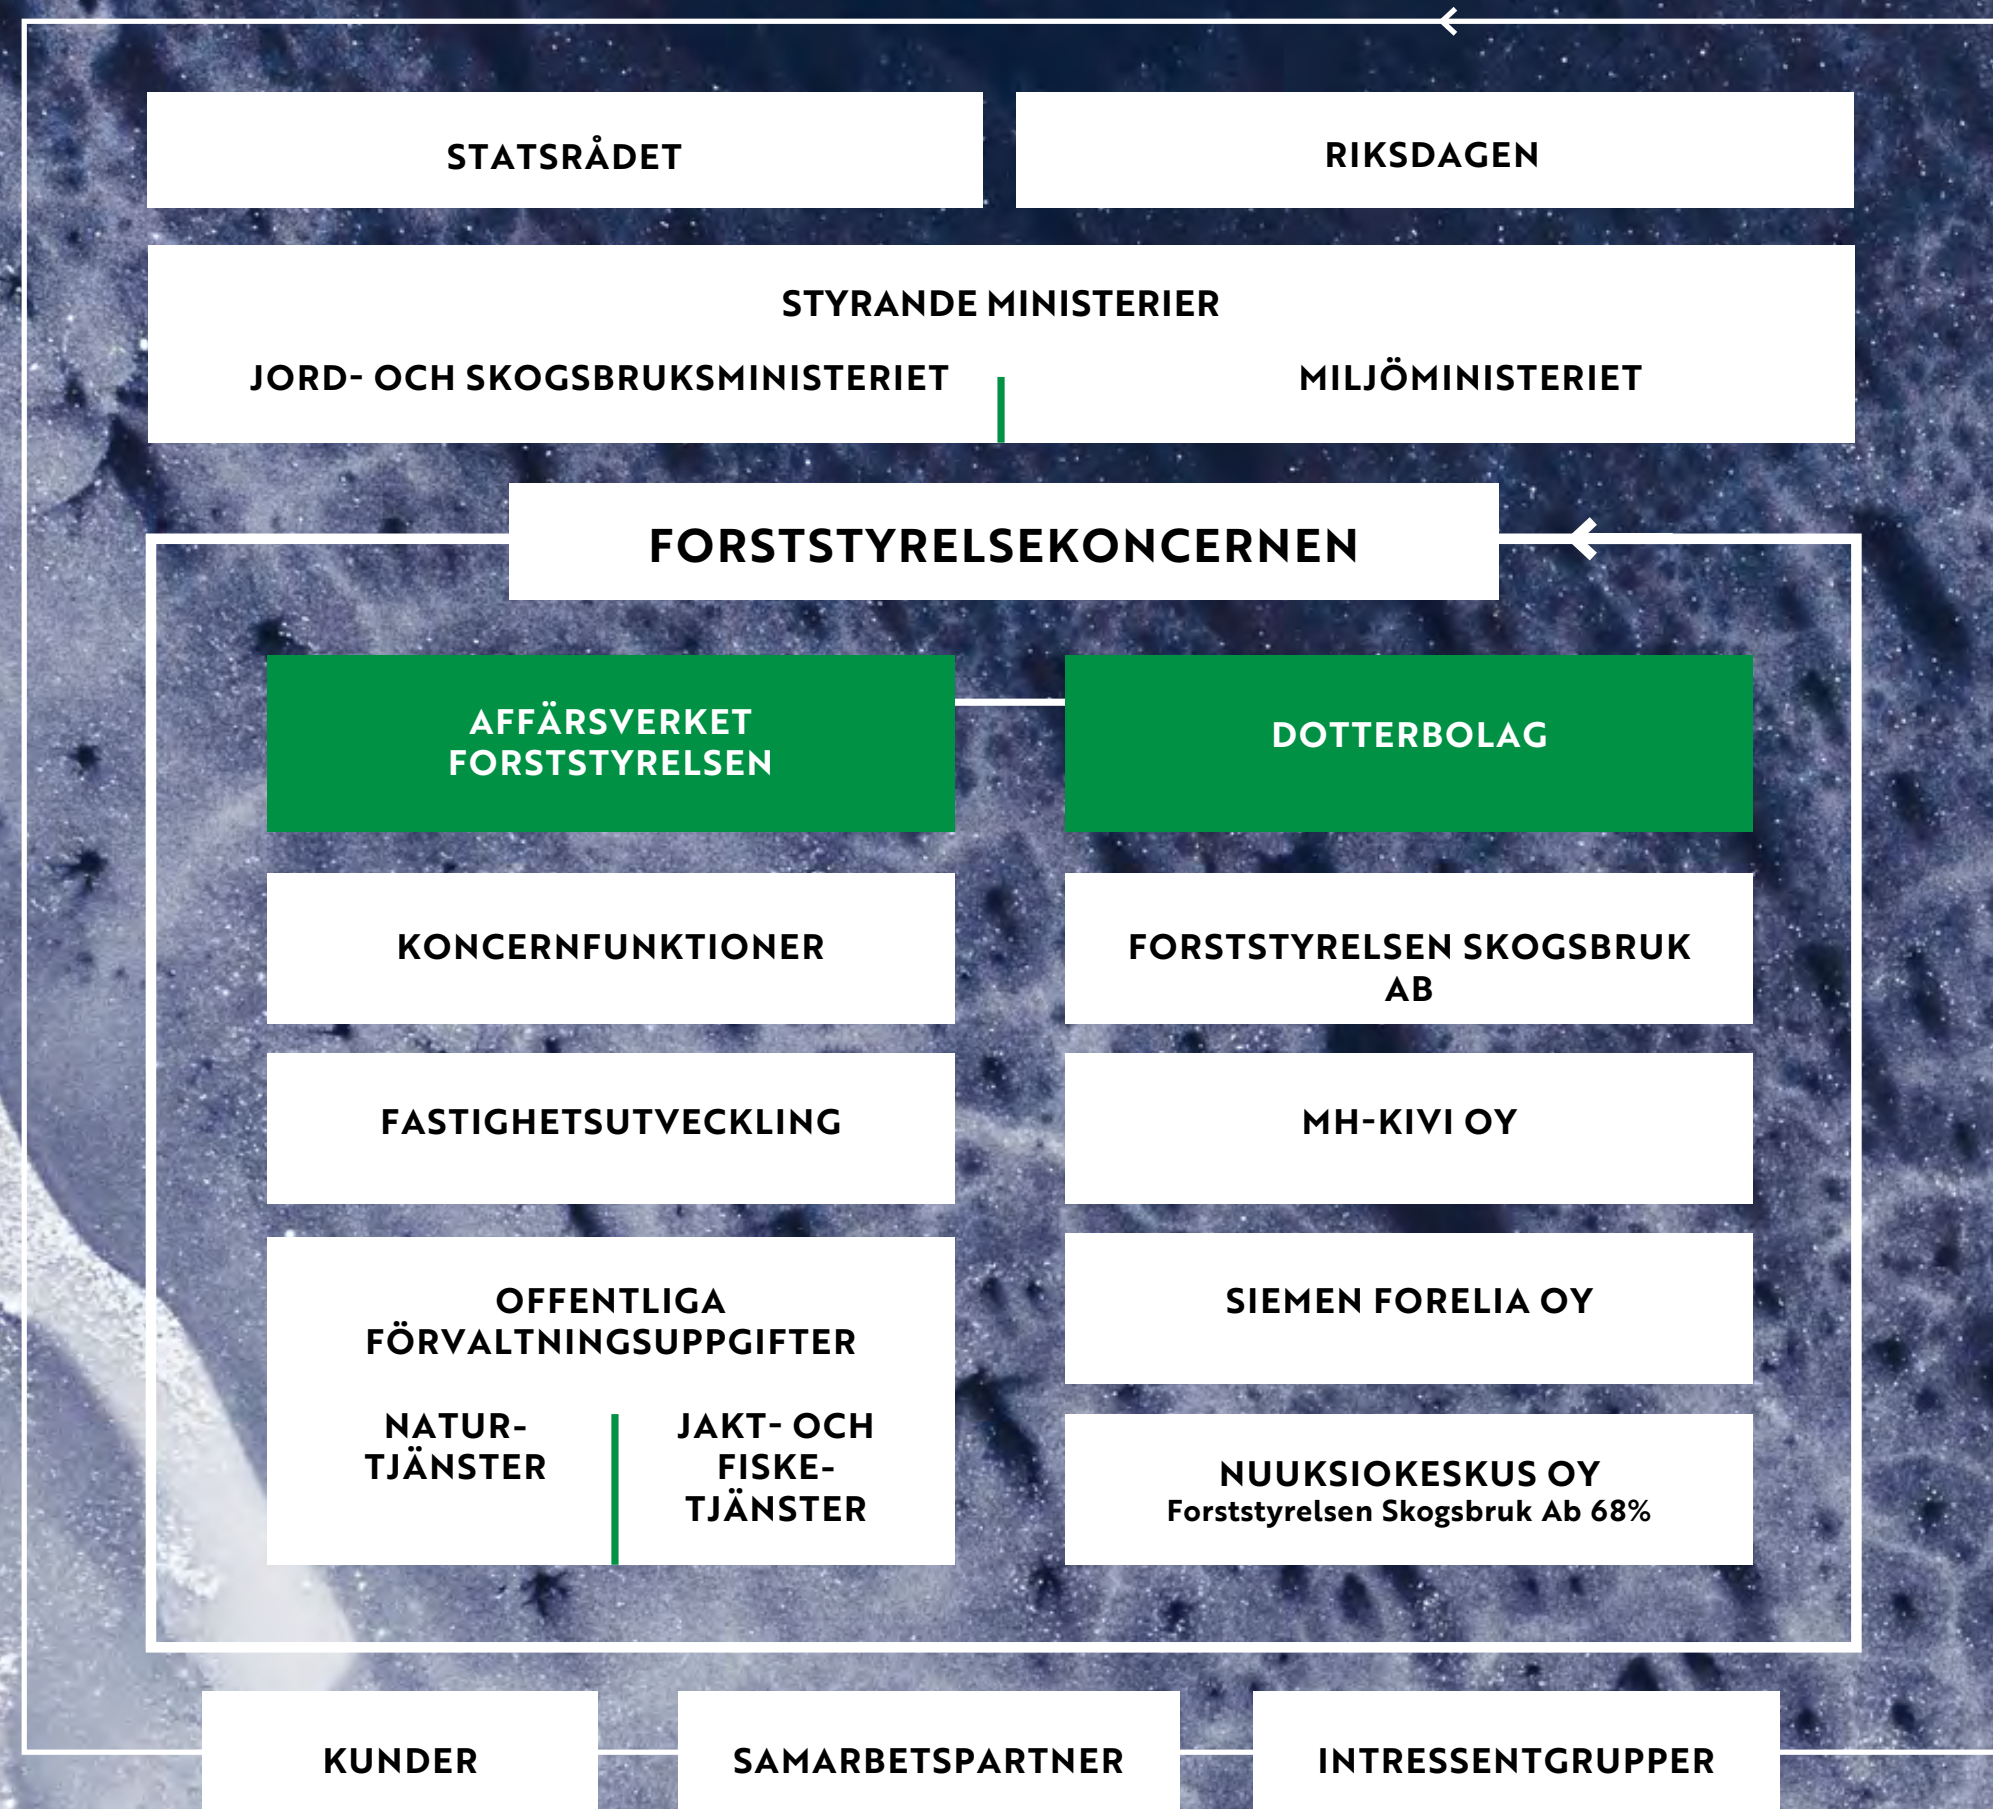 STATSRÅDET
RIKSDAGEN
STYRANDE MINISTERIER
JORD- OCH SKOGSBRUKSMINISTERIET
MILJÖMINISTERIET
FORSTSTYRELSEKONCERNEN
AFFÄRSVERKET
FORSTSTYRELSEN
KONCERNFUNKTIONER
FASTIGHETSUTVECKLING
OFFENTLIGA
FÖRVALTNINGSUPPGIFTER
NATUR-
TJÄNSTER
JAKT- OCH
FISKE-
TJÄNSTER
DOTTERBOLAG
FORSTSTYRELSEN SKOGSBRUK
AB
MH-KIVI OY
SIEMEN FORELIA OY
NUUKSIOKESKUS OY
Forststyrelsen Skogsbruk Ab 68%
KUNDER
SAMARBETSPARTNER
INTRESSENTGRUPPER